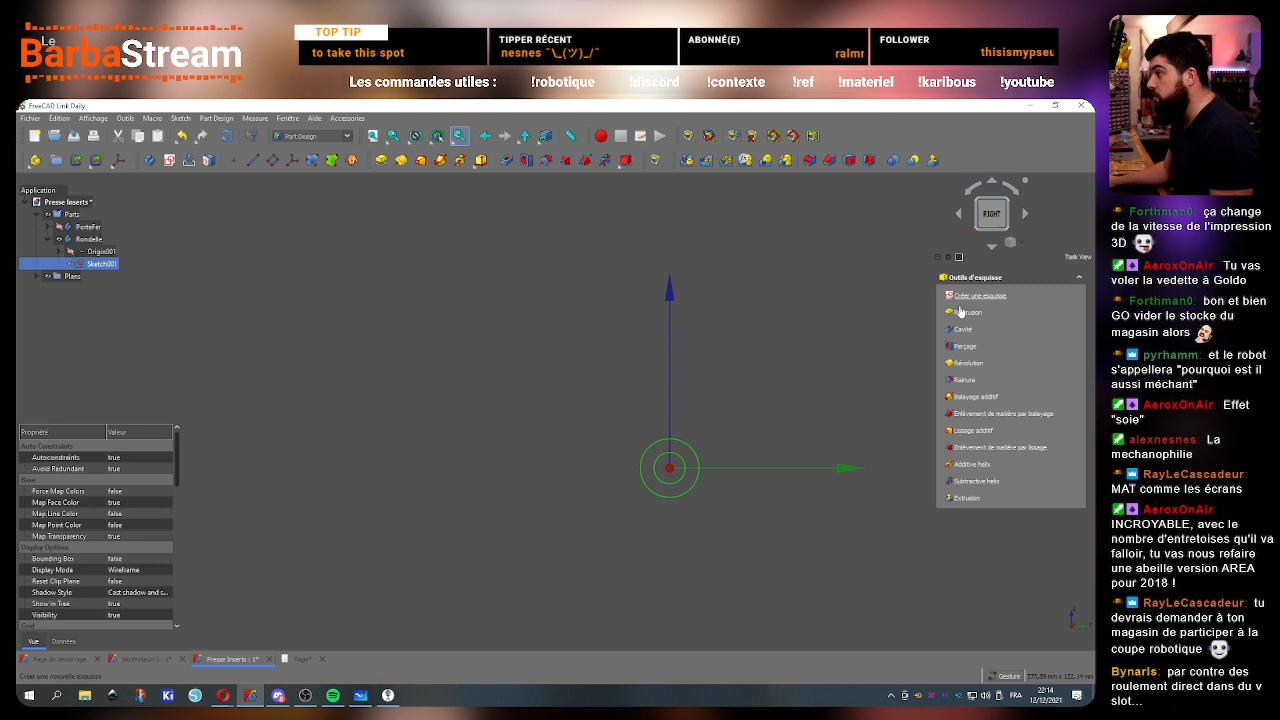 Le
BarbaStream
TOP TIP
to take this spot
TIPPER RÉCENT
nesnes ¯\_(ツ)_/¯
ABONNÉ(E)
ralmr
FOLLOWER
thisismypseu
Les commandes utiles : !robotique !discord !contexte !ref !materiel !karibous !youtube
FreeCAD Link Daily
Fichier Édition Affichage Outils Macro Sketch Part Design Measure Fenêtre Aide Accessories
Part Design
Application
Presse Inserts *
Parts
PorteFer
Rondelle
Origin001
Sketch001
Plans
RIGHT
Task View
Outils d'esquisse
Créer une esquisse
Cavité
Perçage
Révolution
Rainure
Balayage additif
Enlèvement de matière par balayage
Lissage additif
Enlèvement de matière par lissage
Additive helix
Subtractive helix
Extrusion
Propriété Valeur
Auto Constraints
Autoconstraints true
Avoid Redundant true
Base
Force Map Colors false
Map Face Color true
Map Line Color false
Map Point Color false
Map Transparency true
Display Options
Bounding Box false
Display Mode Wireframe
Reset Clip Plane false
Shadow Style Cast shadow and s...
Show In Tree true
Visibility true
Grid
Vue Données
Page de démarrage
Presse Inserts : 1*
Page*
Créer une nouvelle esquisse
Gesture
275,89 mm x 122,14 mm
FRA
22:14
12/12/2021
Forthman0: ça change
de la vitesse de l'impression
3D
AeroxOnAir: Tu vas
voler la vedette à Goldo
Forthman0: bon et bien
GO vider le stocke du
magasin alors
pyrhamm: et le robot
s'appellera "pourquoi est il
aussi méchant"
AeroxOnAir: Effet
"soie"
alexnesnes: La
mechanophilie
RayLeCascadeur:
MAT comme les écrans
AeroxOnAir:
INCROYABLE, avec le
nombre d'entretoises qu'il va
falloir, tu vas nous refaire
une abeille version AREA
pour 2018 !
RayLeCascadeur: tu
devrais demander à ton
magasin de participer à la
coupe robotique
Bynaris: par contre des
roulement direct dans du v
slot...